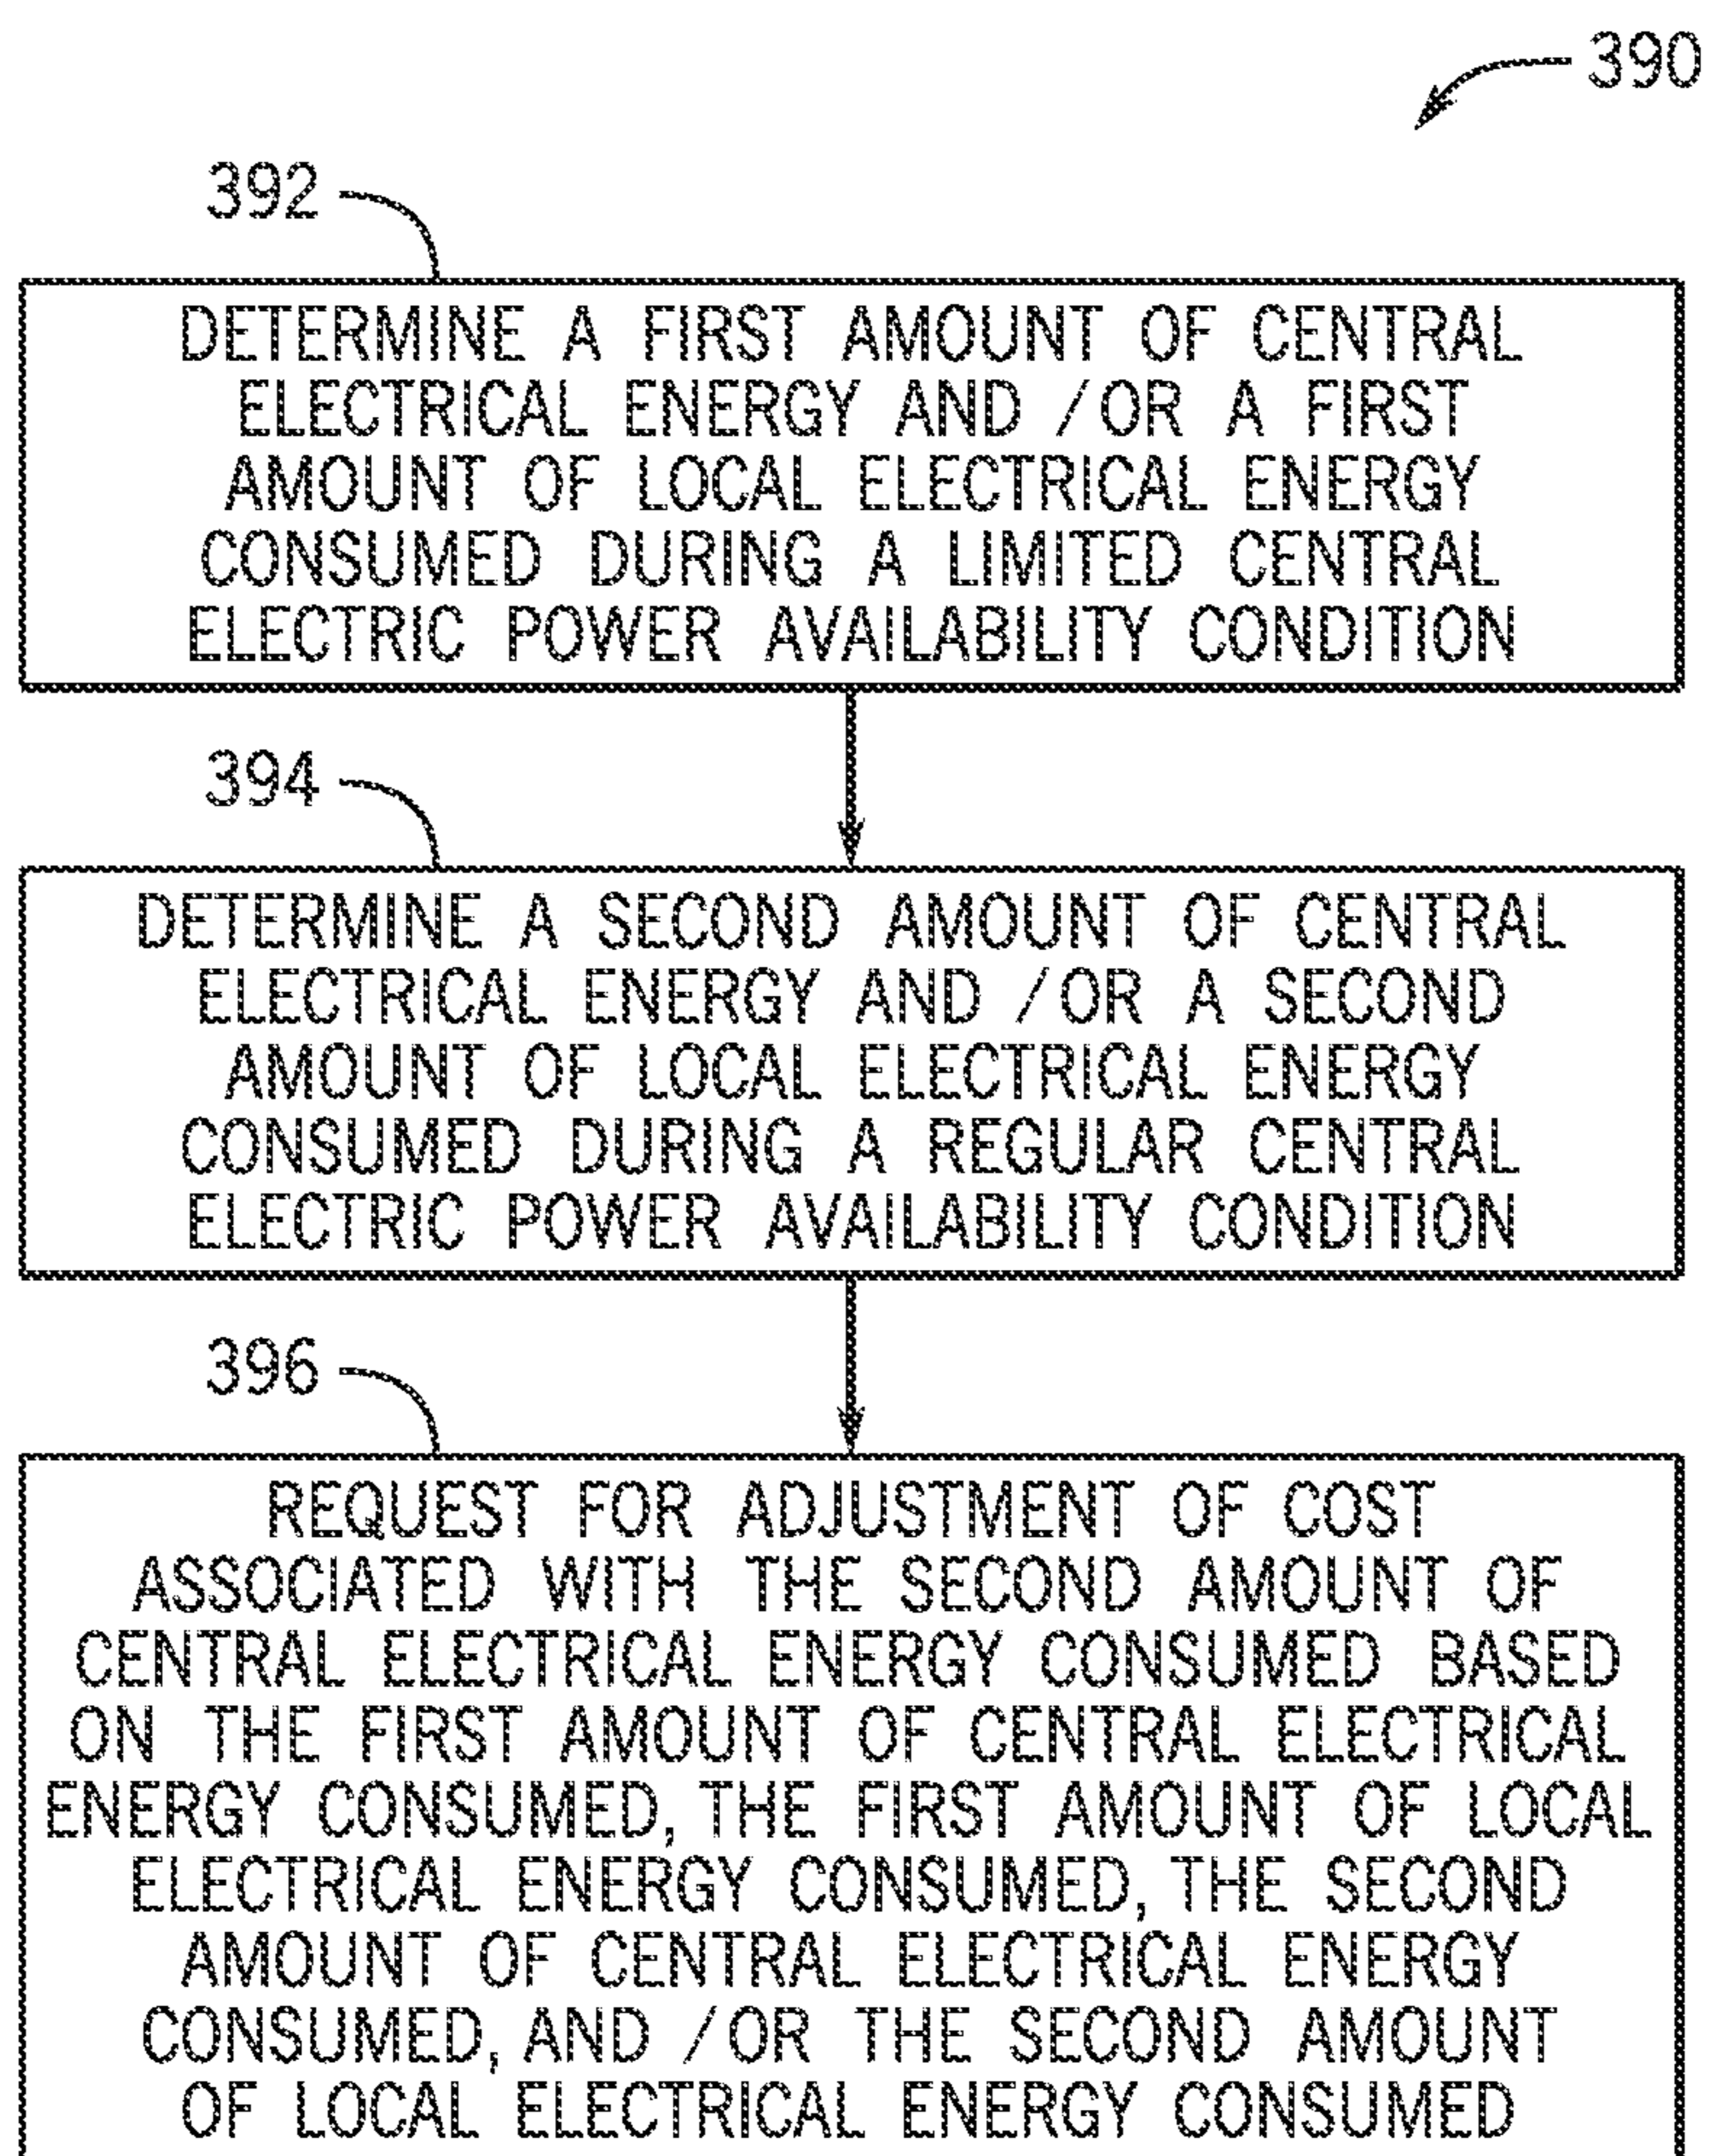 390
392
DETERMINE A FIRST AMOUNT OF CENTRAL
ELECTRICAL ENERGY AND /OR A FIRST
AMOUNT OF LOCAL ELECTRICAL ENERGY
CONSUMED DURING A LIMITED CENTRAL
ELECTRIC POWER AVAILABILITY CONDITION
394
DETERMINE A SECOND AMOUNT OF CENTRAL
ELECTRICAL ENERGY AND /OR A SECOND
AMOUNT OF LOCAL ELECTRICAL ENERGY
CONSUMED DURING A REGULAR CENTRAL
ELECTRIC POWER AVAILABILITY CONDITION
396
REQUEST FOR ADJUSTMENT OF COST
ASSOCIATED WITH THE SECOND AMOUNT OF
CENTRAL ELECTRICAL ENERGY CONSUMED BASED
ON THE FIRST AMOUNT OF CENTRAL ELECTRICAL
ENERGY CONSUMED, THE FIRST AMOUNT OF LOCAL
ELECTRICAL ENERGY CONSUMED, THE SECOND
AMOUNT OF CENTRAL ELECTRICAL ENERGY
CONSUMED, AND /OR THE SECOND AMOUNT
OF LOCAL ELECTRICAL ENERGY CONSUMED